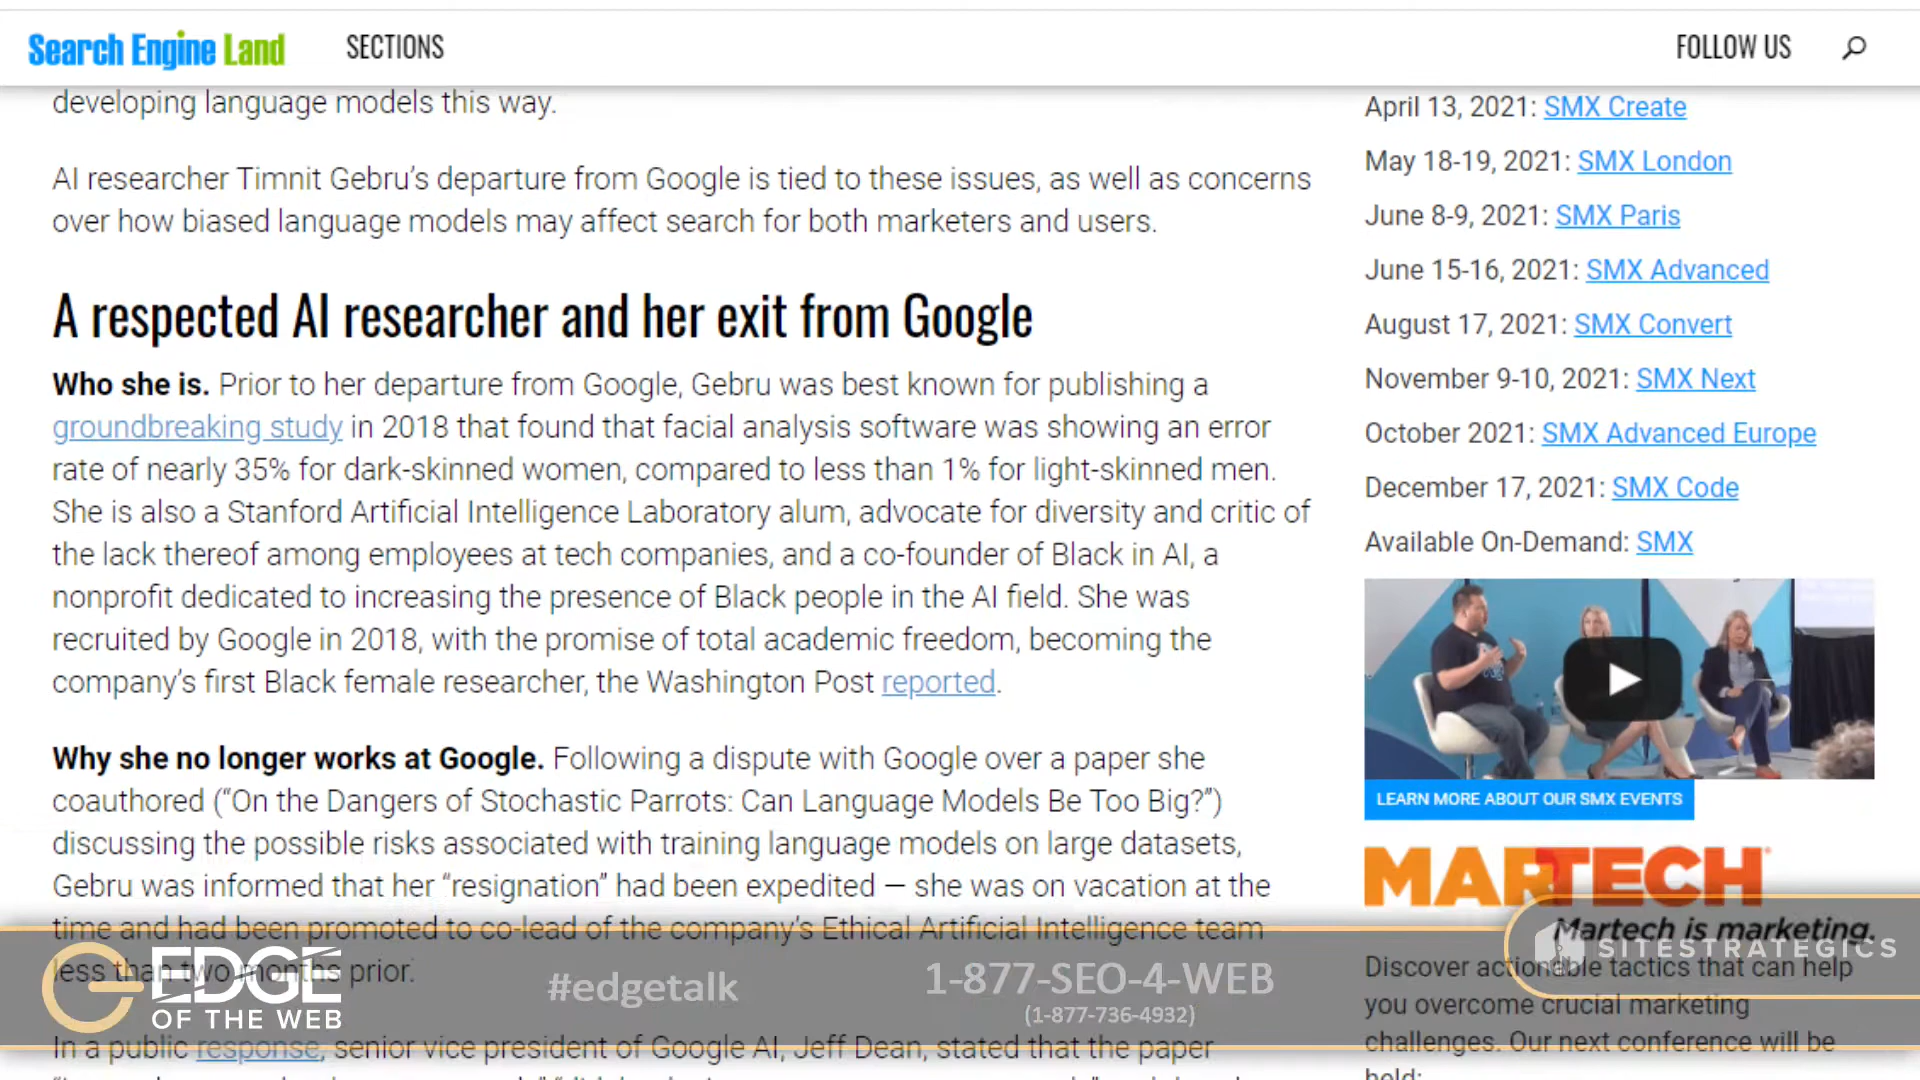 Search Engine Land
SECTIONS
FOLLOW US
developing language models this way.
AI researcher Timnit Gebru’s departure from Google is tied to these issues, as well as concerns
over how biased language models may affect search for both marketers and users.
A respected AI researcher and her exit from Google
Who she is. Prior to her departure from Google, Gebru was best known for publishing a
groundbreaking study in 2018 that found that facial analysis software was showing an error
rate of nearly 35% for dark-skinned women, compared to less than 1% for light-skinned men.
She is also a Stanford Artificial Intelligence Laboratory alum, advocate for diversity and critic of
the lack thereof among employees at tech companies, and a co-founder of Black in AI, a
nonprofit dedicated to increasing the presence of Black people in the AI field. She was
recruited by Google in 2018, with the promise of total academic freedom, becoming the
company’s first Black female researcher, the Washington Post reported.
Why she no longer works at Google. Following a dispute with Google over a paper she
coauthored (“On the Dangers of Stochastic Parrots: Can Language Models Be Too Big?”)
discussing the possible risks associated with training language models on large datasets,
Gebru was informed that her “resignation” had been expedited — she was on vacation at the
time and had been promoted to co-lead of the company’s Ethical Artificial Intelligence team
less than two months prior.
In a public response, senior vice president of Google AI, Jeff Dean, stated that the paper
April 13, 2021: SMX Create
May 18-19, 2021: SMX London
June 8-9, 2021: SMX Paris
June 15-16, 2021: SMX Advanced
August 17, 2021: SMX Convert
November 9-10, 2021: SMX Next
October 2021: SMX Advanced Europe
December 17, 2021: SMX Code
Available On-Demand: SMX
LEARN MORE ABOUT OUR SMX EVENTS
MARTECH
Martech is marketing.
Discover actionable tactics that can help
you overcome crucial marketing
challenges. Our next conference will be
held:
EDGE
OF THE WEB
#edgetalk
1-877-SEO-4-WEB
(1-877-736-4932)
SITESTRATEGICS